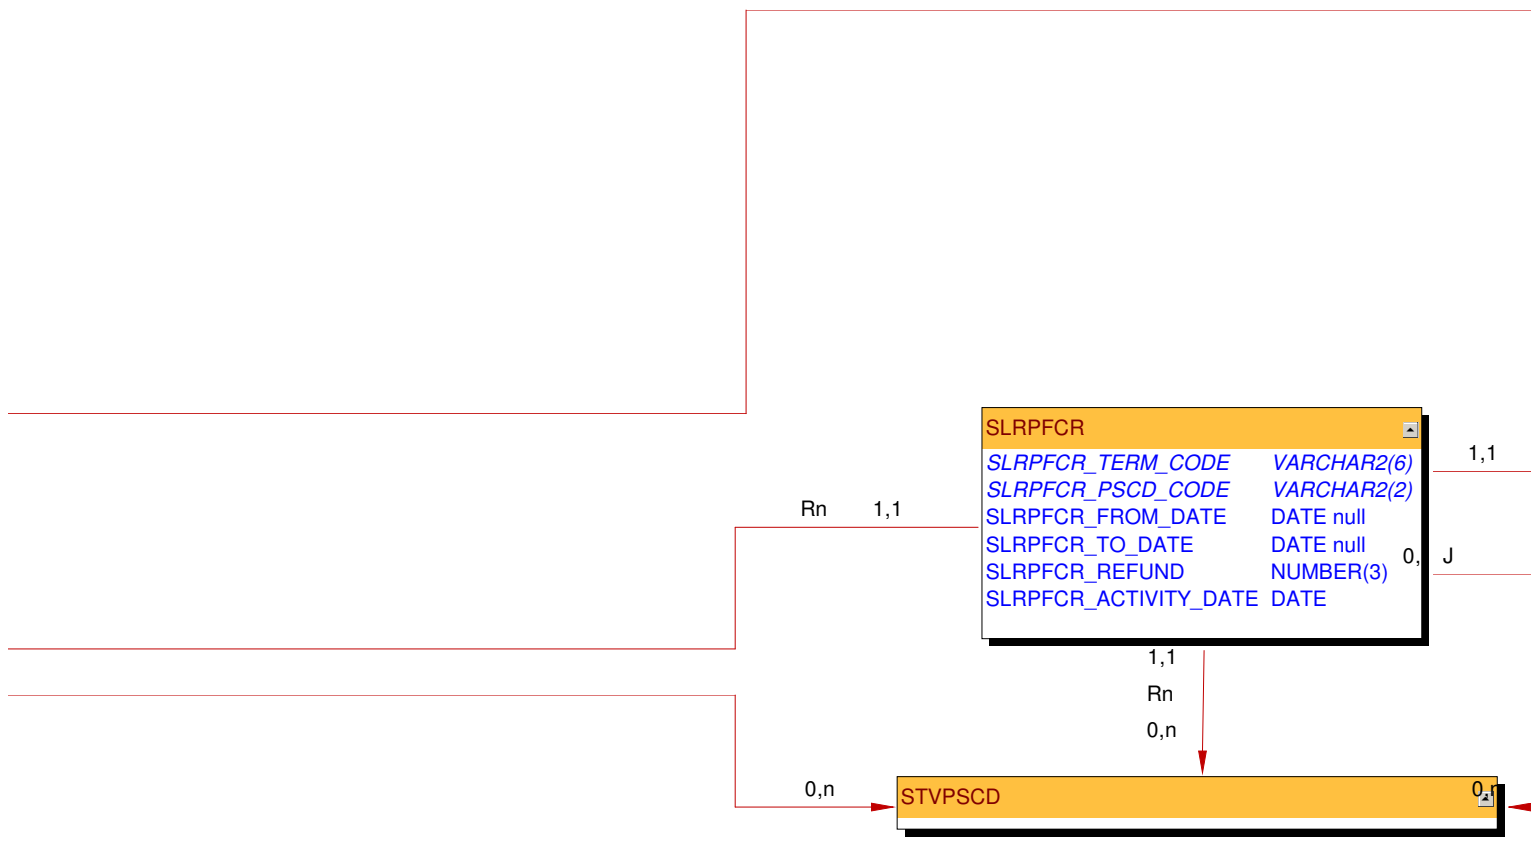 SLRPFCR
SLRPFCR_TERM_CODE VARCHAR2(6)
1,1
SLRPFCR_PSCD_CODE VARCHAR2(2)
Rn 1,1
SLRPFCR_FROM_DATE DATE null
SLRPFCR_TO_DATE DATE null
0, J
SLRPFCR_REFUND NUMBER(3)
SLRPFCR_ACTIVITY_DATE DATE
1,1
Rn
0,n
0,n
STVPSCD
0,n